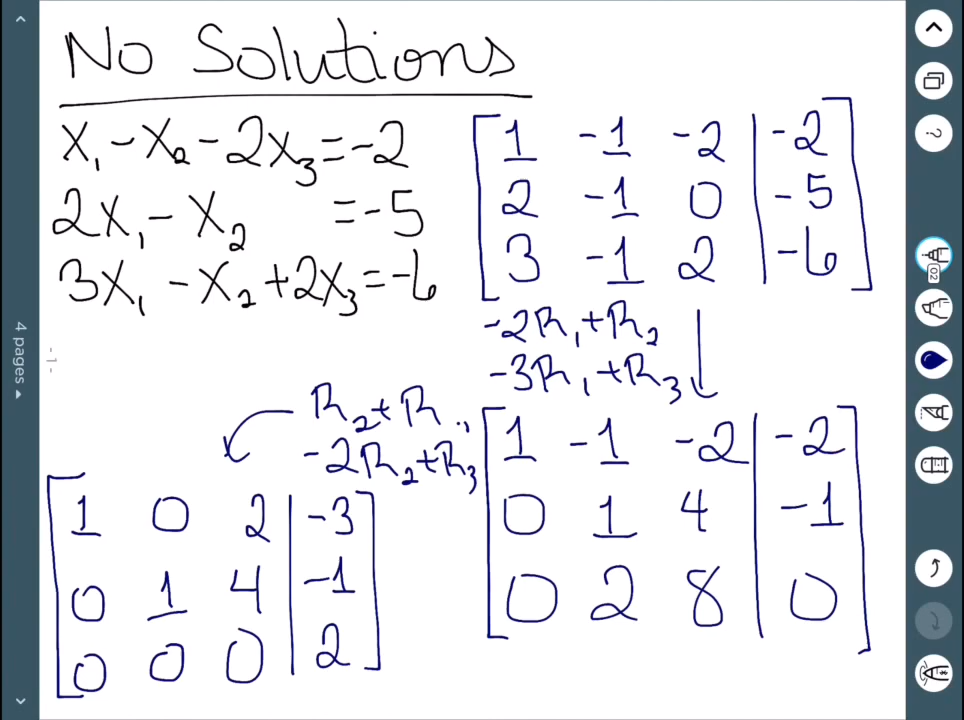 No Solutions
x₁ - x₂ - 2x₃ = -2
2x₁ - x₂ = -5
3x₁ - x₂ + 2x₃ = -6
1 -1 -2 | -2
2 -1 0 | -5
3 -1 2 | -6
-2R₁ + R₂
-3R₁ + R₃
1 -1 -2 | -2
0 1 4 | -1
0 2 8 | 0
R₂ + R₁
-2R₂ + R₃
1 0 2 | -3
0 1 4 | -1
0 0 0 | 2
4 pages
-1-
?
02